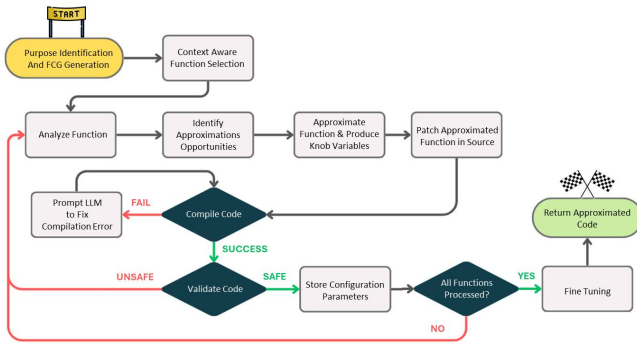 START
Purpose Identification
And FCG Generation
Context Aware
Function Selection
Analyze Function
Identify
Approximations
Opportunities
Approximate
Function & Produce
Knob Variables
Patch Approximated
Function in Source
Prompt LLM
to Fix
Compilation Error
FAIL
Compile Code
SUCCESS
UNSAFE
Validate Code
SAFE
Store Configuration
Parameters
All Functions
Processed?
YES
NO
Fine Tuning
Return Approximated
Code